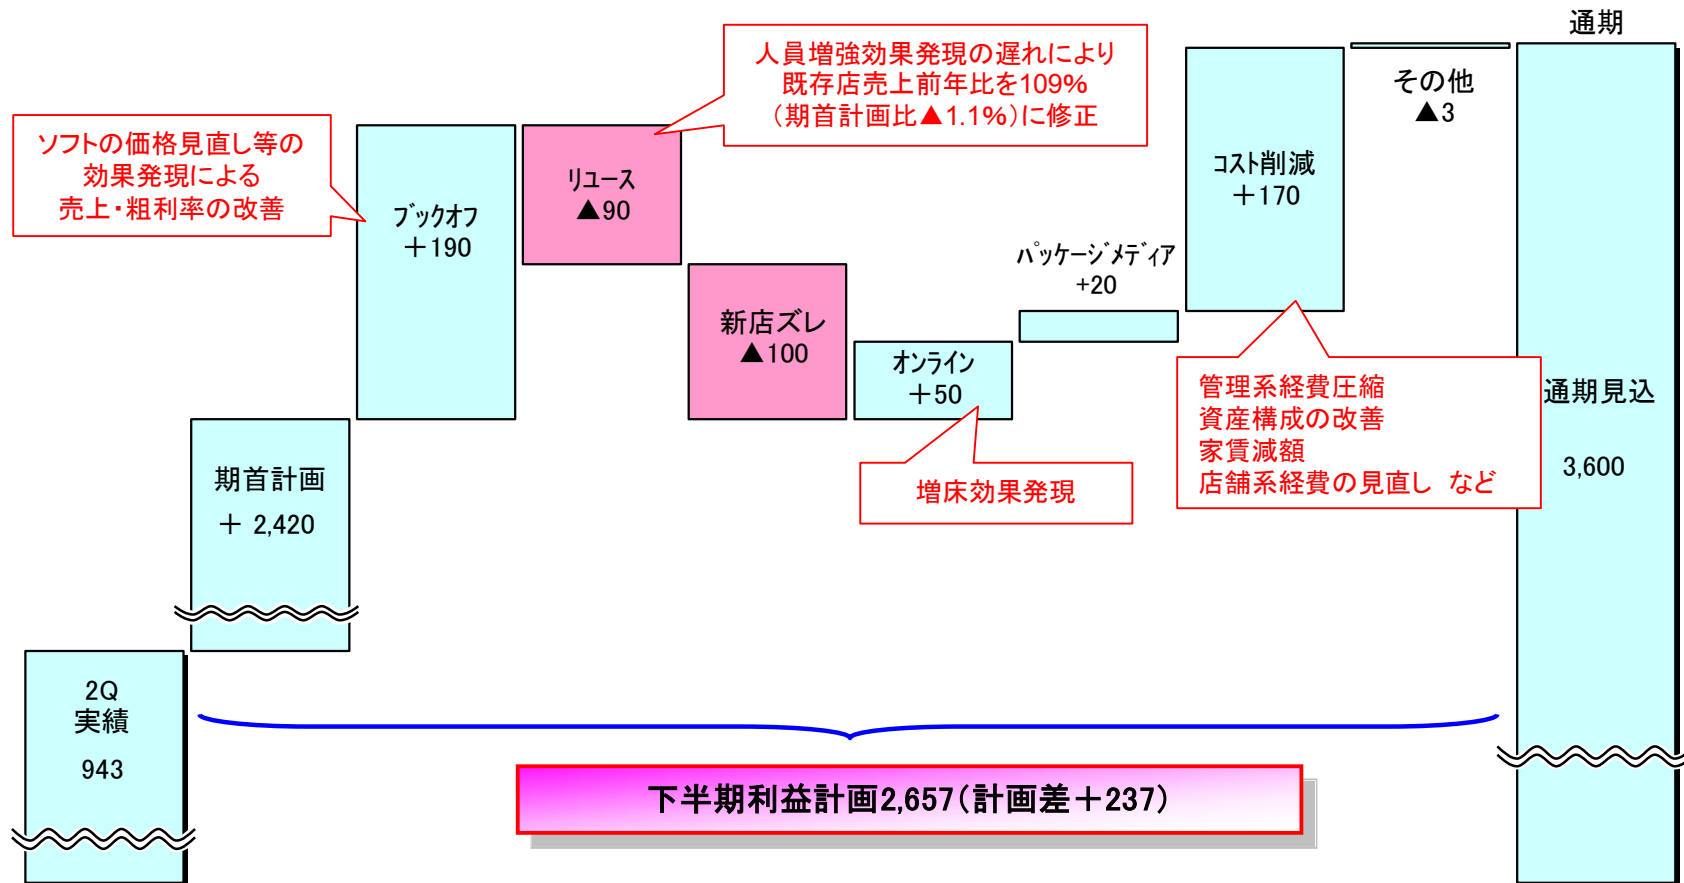 通期
人員増強効果発現の遅れにより
既存店売上前年比を109%
（期首計画比▲1.1%）に修正
その他
▲3
ソフトの価格見直し等の
効果発現による
売上・粗利率の改善
ブックオフ
＋190
リユース
▲90
コスト削減
＋170
パッケージメディア
+20
新店ズレ
▲100
オンライン
＋50
管理系経費圧縮
資産構成の改善
家賃減額
店舗系経費の見直し など
通期見込
3,600
期首計画
＋ 2,420
増床効果発現
2Q
実績
943
下半期利益計画2,657（計画差＋237）